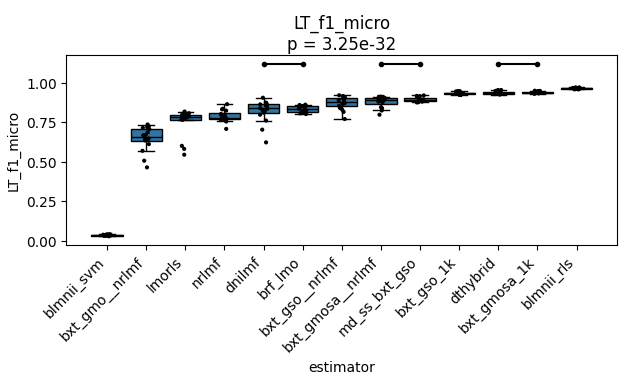 LT_f1_micro
p = 3.25e-32
LT_f1_micro
1.00
0.75
0.50
0.25
0.00
blmnii_svm
bxt_gmo__nrlmf
lmorls
nrlmf
dnilmf
brf_lmo
bxt_gso__nrlmf
bxt_gmosa__nrlmf
md_ss_bxt_gso
bxt_gso_1k
dthybrid
bxt_gmosa_1k
blmnii_rls
estimator